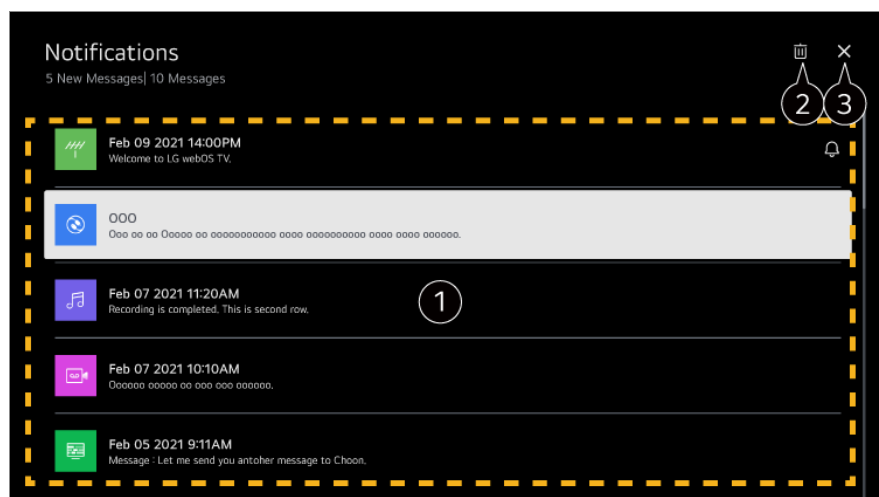 Notifications
5 New Messages| 10 Messages
2
3
Feb 09 2021 14:00PM
Welcome to LG webOS TV.
OOO
Ooo oo oo Ooooo oo ooooooooooo oooo oooooooooo oooo oooo oooooo.
Feb 07 2021 11:20AM
Recording is completed. This is second row.
1
Feb 07 2021 10:10AM
Oooooo ooooo oo ooo ooo oooooo.
Feb 05 2021 9:11AM
Message : Let me send you antoher message to Choon.